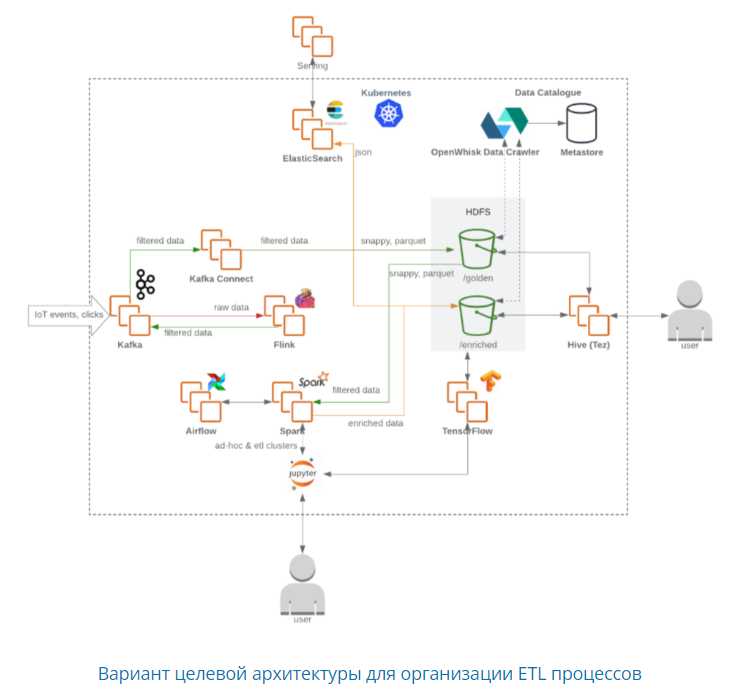 Serving
Kubernetes
Data Catalogue
ElasticSearch
json
OpenWhisk Data Crawler
Metastore
HDFS
filtered data
filtered data
snappy, parquet
Kafka Connect
snappy, parquet
/golden
IoT events, clicks
raw data
filtered data
Kafka
Flink
/enriched
Hive (Tez)
user
Spark
filtered data
Airflow
Spark
enriched data
TensorFlow
ad-hoc & etl clusters
jupyter
user
Вариант целевой архитектуры для организации ETL процессов